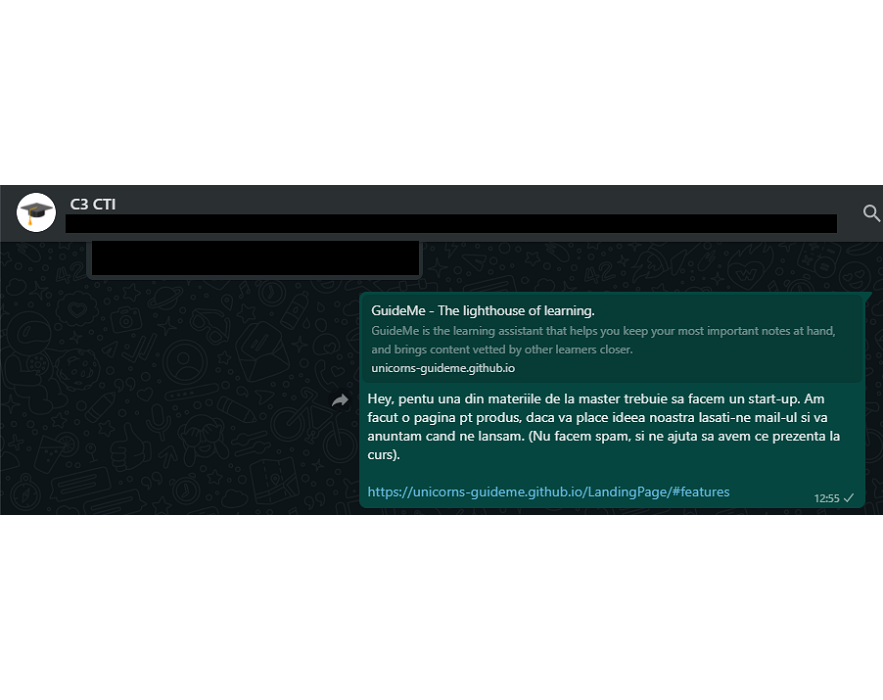 C3 CTI
GuideMe - The lighthouse of learning.
GuideMe is the learning assistant that helps you keep your most important notes at hand,
and brings content vetted by other learners closer.
unicorns-guideme.github.io
Hey, pentu una din materiile de la master trebuie sa facem un start-up. Am
facut o pagina pt produs, daca va place ideea noastra lasati-ne mail-ul si va
anuntam cand ne lansam. (Nu facem spam, si ne ajuta sa avem ce prezenta la
curs).
https://unicorns-guideme.github.io/LandingPage/#features
12:55